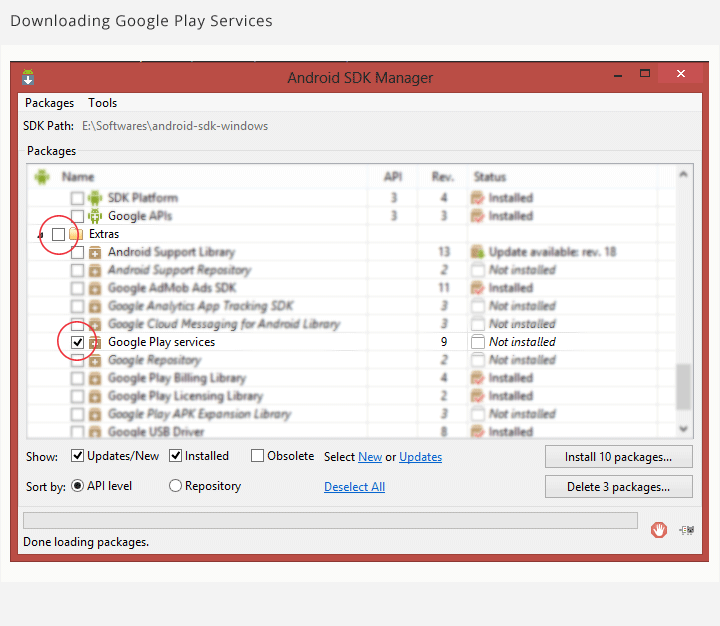 Downloading Google Play Services
Android SDK Manager
Packages Tools
SDK Path: E:\Softwares\android-sdk-windows
Packages
Name API Rev. Status
SDK Platform 3 4 Installed
Google APIs 3 3 Installed
Extras
Android Support Library 13 Update available: rev. 18
Android Support Repository 2 Not installed
Google AdMob Ads SDK 11 Installed
Google Analytics App Tracking SDK 3 Not installed
Google Cloud Messaging for Android Library 3 Not installed
Google Play services 9 Not installed
Google Repository 2 Not installed
Google Play Billing Library 4 Installed
Google Play Licensing Library 2 Installed
Google Play APK Expansion Library 3 Not installed
Google USB Driver 8 Installed
Show: Updates/New Installed Obsolete Select New or Updates Install 10 packages...
Sort by: API level Repository Deselect All Delete 3 packages...
Done loading packages.